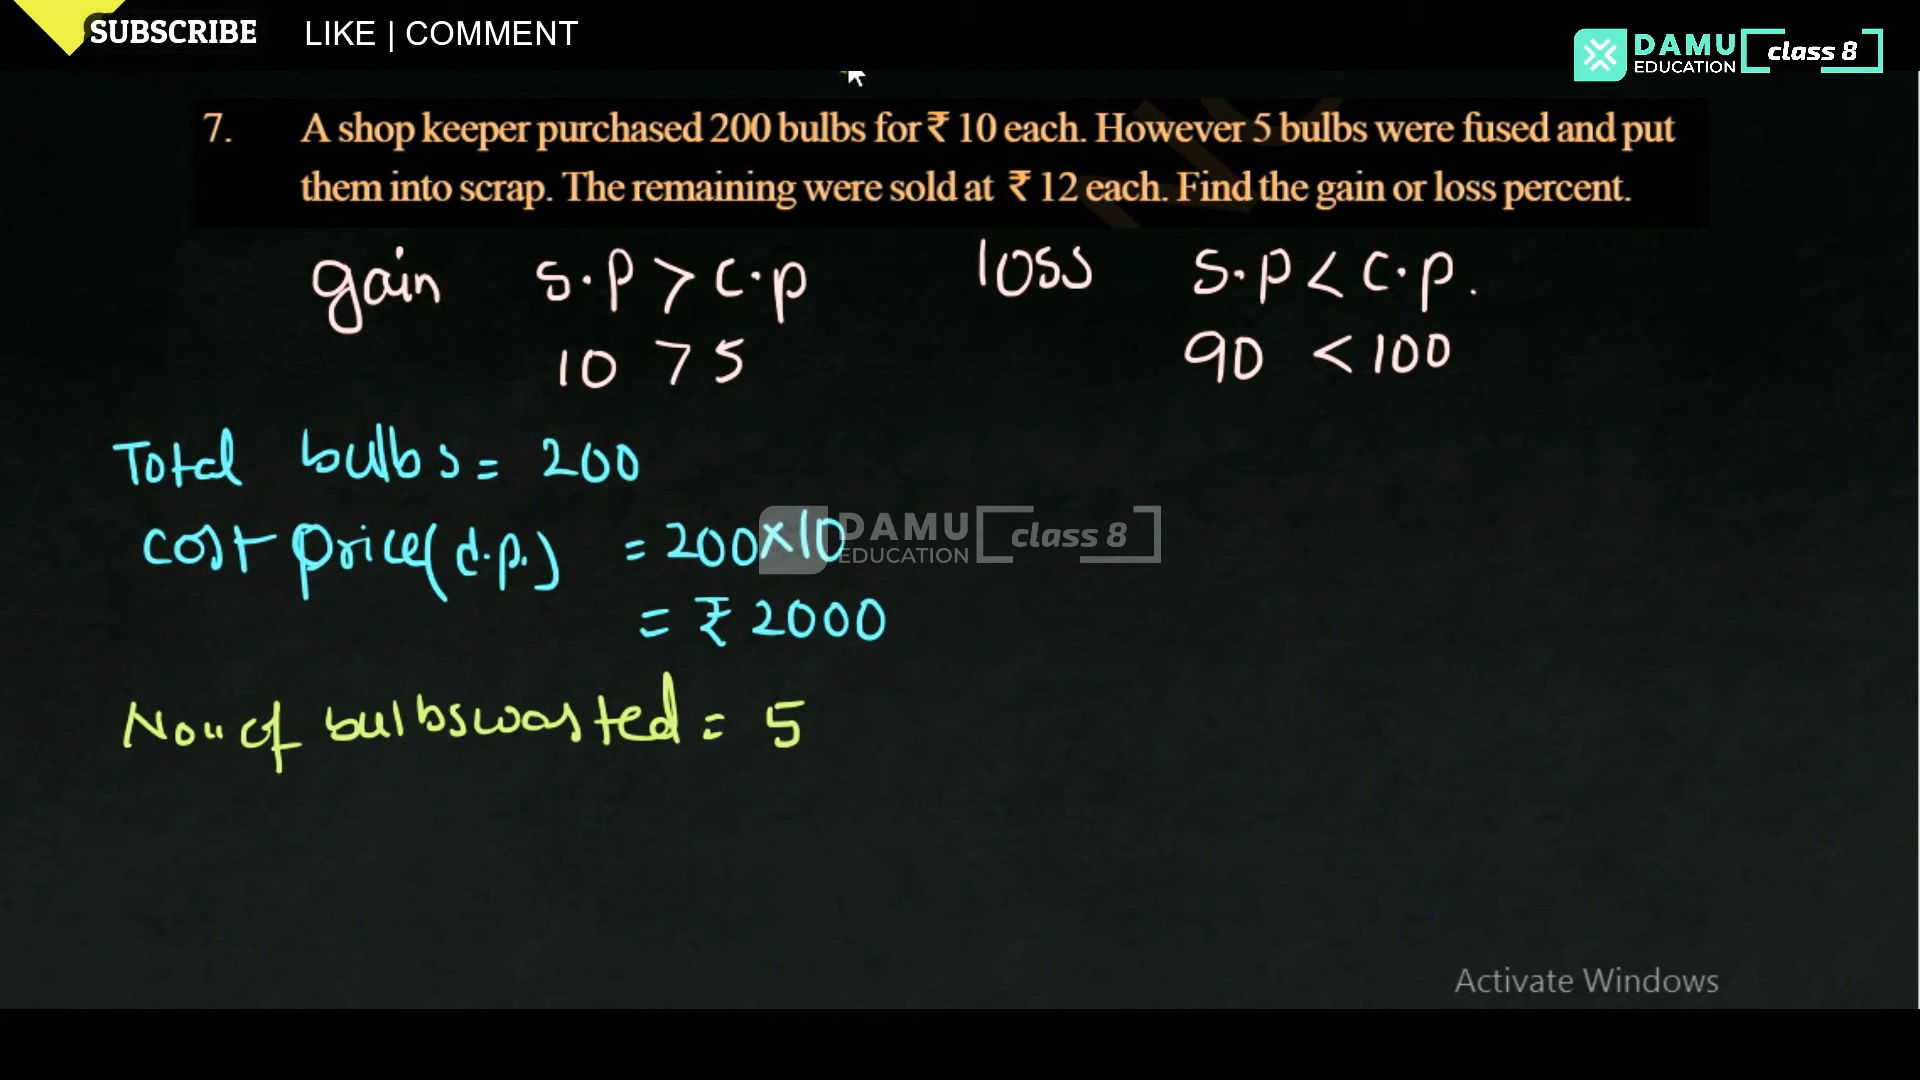 SUBSCRIBE LIKE | COMMENT
DAMU EDUCATION class 8
7. A shop keeper purchased 200 bulbs for ₹ 10 each. However 5 bulbs were fused and put
them into scrap. The remaining were sold at ₹ 12 each. Find the gain or loss percent.
gain s.p > c.p loss s.p < c.p.
10 > 5 90 < 100
Total bulbs = 200
cost price (c.p.) = 200×10
DAMU EDUCATION class 8
= ₹ 2000
No.. of bulbs wasted = 5
Activate Windows